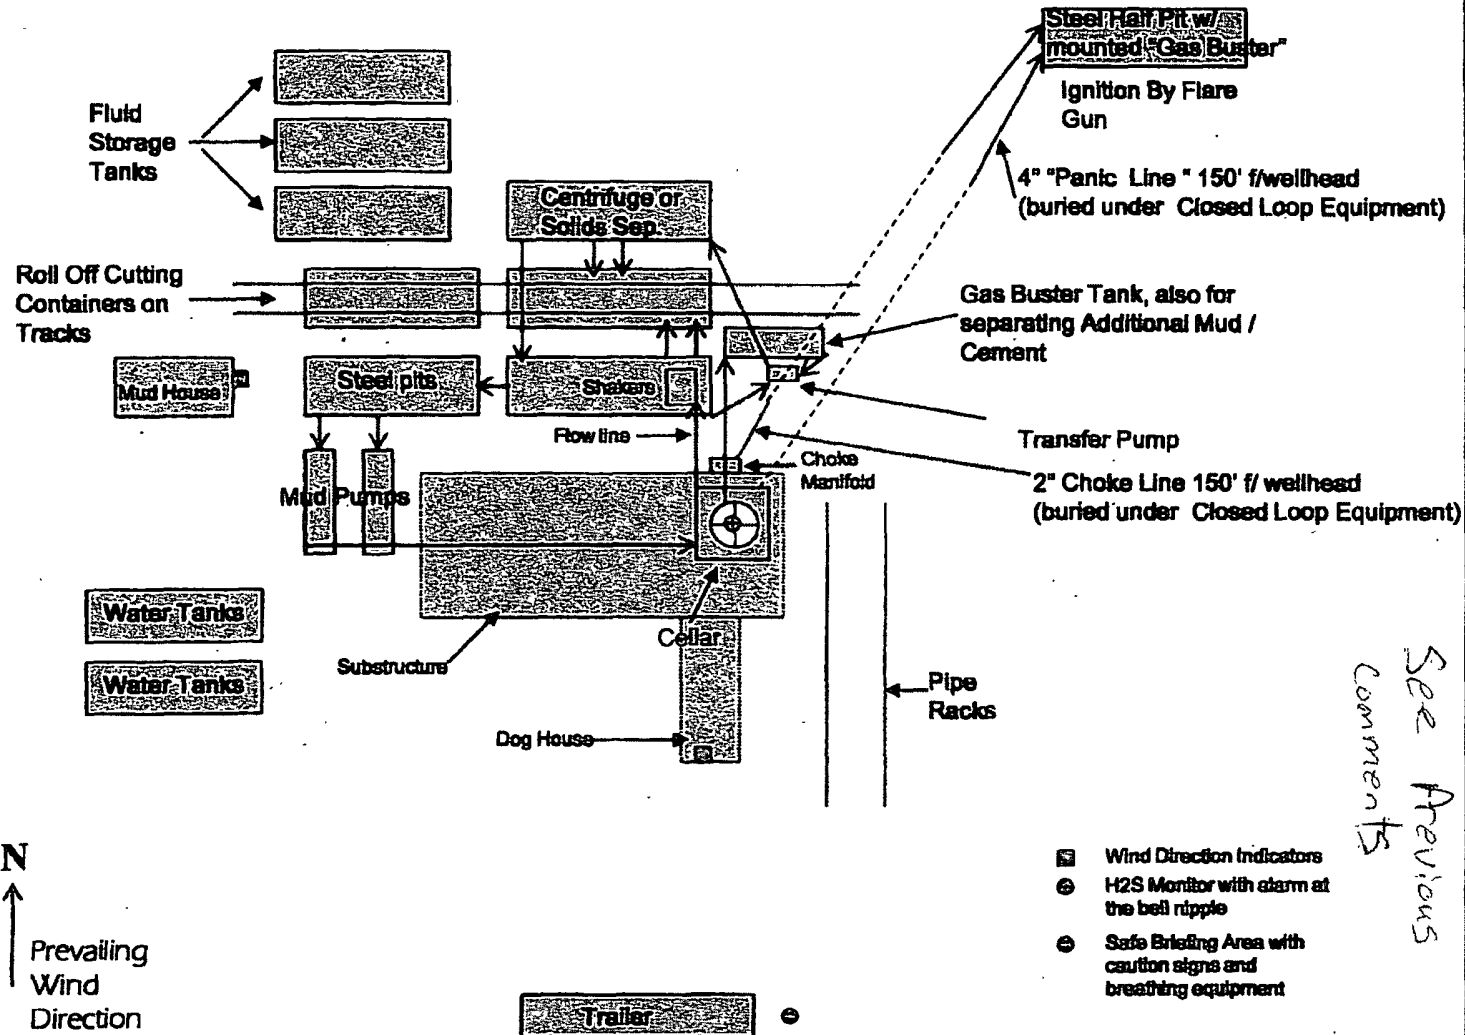 Steel Half Pit w/
mounted "Gas Buster"
Ignition By Flare
Gun
Fluid
Storage
Tanks
4" "Panic Line " 150' f/wellhead
(buried under Closed Loop Equipment)
Centrifuge or
Solids Sep.
Roll Off Cutting
Containers on
Tracks
Gas Buster Tank, also for
separating Additional Mud /
Cement
Mud House
Steel pits
Shakers
Flow line
Transfer Pump
Choke
Manifold
2" Choke Line 150' f/ wellhead
(buried under Closed Loop Equipment)
Mud Pumps
Water Tanks
Water Tanks
Cellar
Substructure
Pipe
Racks
Dog House
See Previous
Comments
N
Prevailing
Wind
Direction
Wind Direction Indicators
H2S Monitor with alarm at
the bell nipple
Safe Briefing Area with
caution signs and
breathing equipment
Trailer